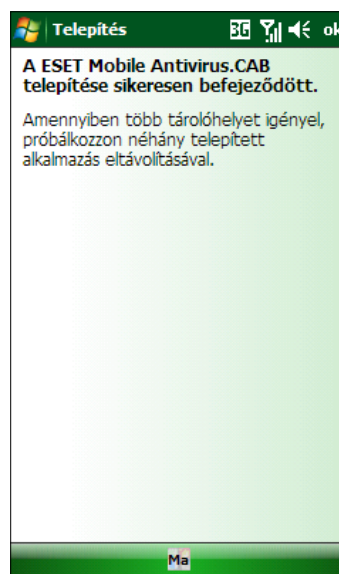 Telepítés 3G ok
A ESET Mobile Antivirus.CAB
telepítése sikeresen befejeződött.
Amennyiben több tárolóhelyet igényel,
próbálkozzon néhány telepített
alkalmazás eltávolításával.
Ma